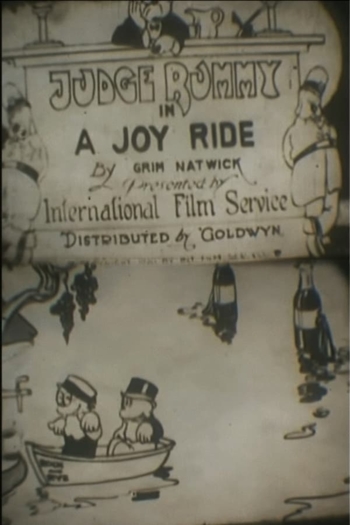 JUDGE RUMMY
IN
A JOY RIDE
By GRIM NATWICK
Presented by
International Film Service
DISTRIBUTED by GOLDWYN.